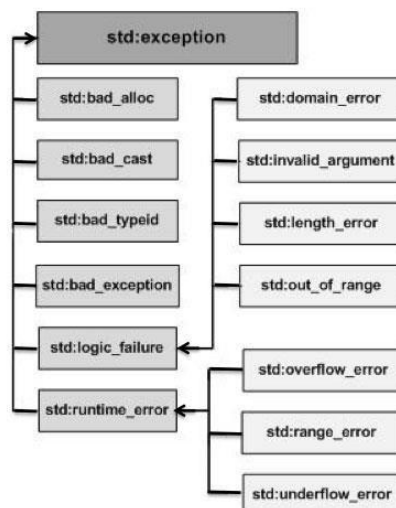 std:exception
std:bad_alloc
std:bad_cast
std:bad_typeid
std:bad_exception
std:logic_failure
std:runtime_error
std:domain_error
std:invalid_argument
std:length_error
std:out_of_range
std:overflow_error
std:range_error
std:underflow_error